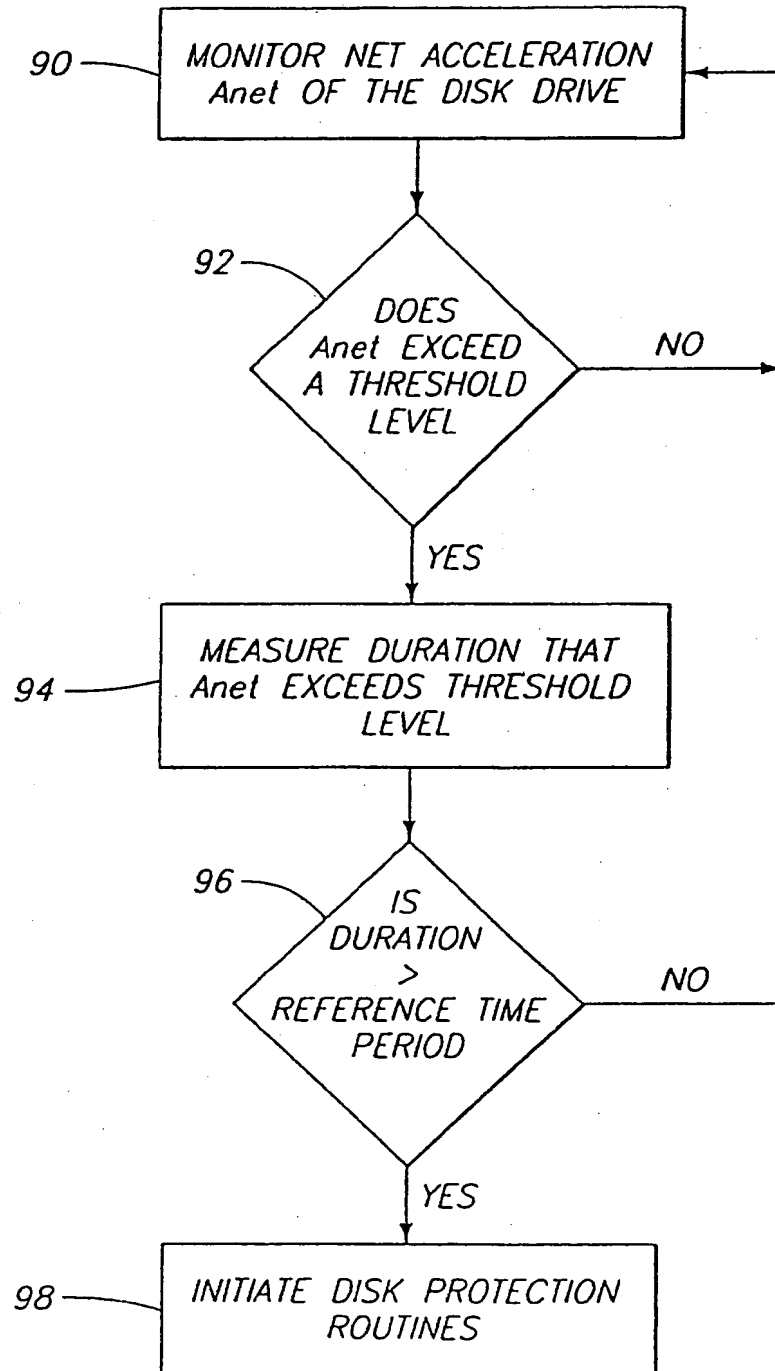 90
MONITOR NET ACCELERATION
Anet OF THE DISK DRIVE
92
DOES
Anet EXCEED
A THRESHOLD
LEVEL
NO
YES
94
MEASURE DURATION THAT
Anet EXCEEDS THRESHOLD
LEVEL
96
IS
DURATION
>
REFERENCE TIME
PERIOD
NO
YES
98
INITIATE DISK PROTECTION
ROUTINES